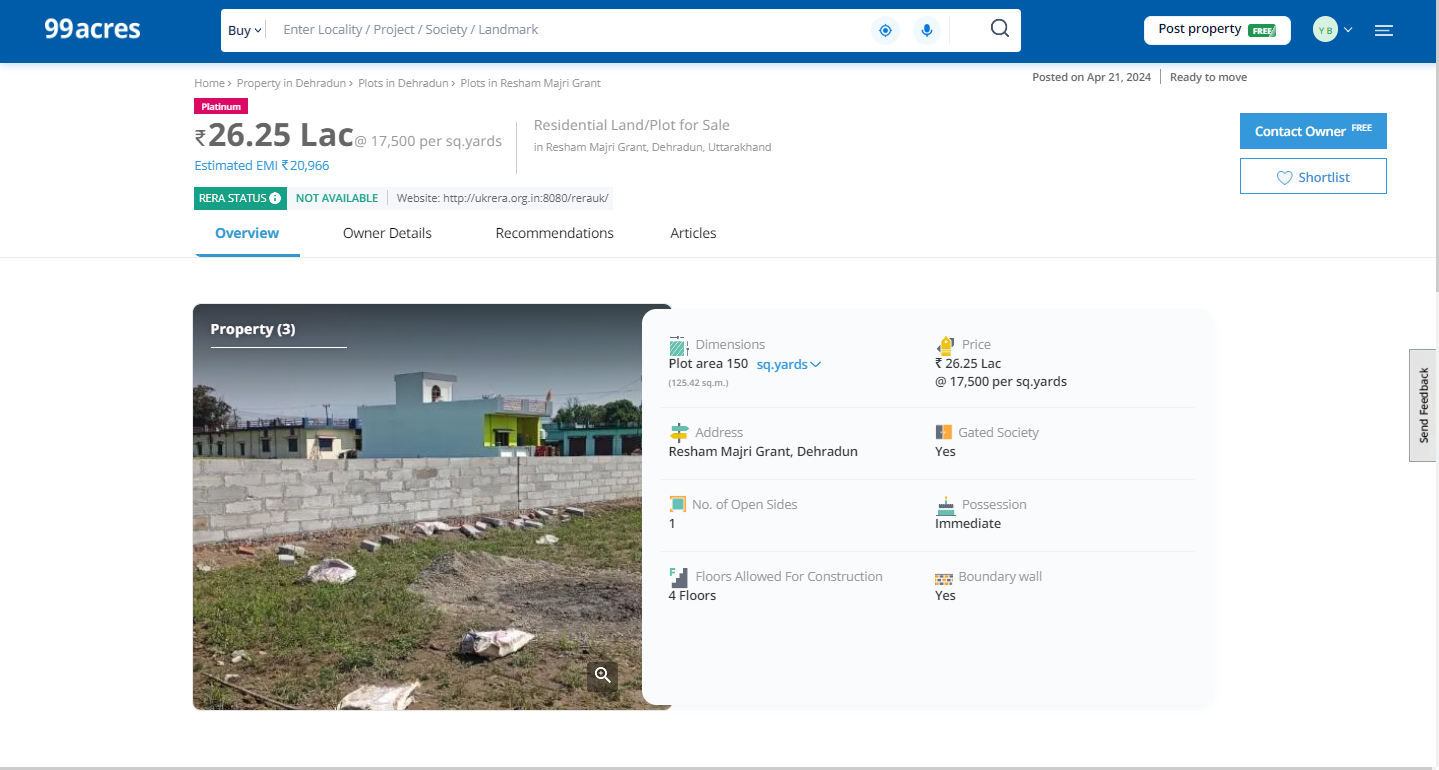 99acres
Buy
Enter Locality / Project / Society / Landmark
Post property FREE
Y B
Home › Property in Dehradun › Plots in Dehradun › Plots in Resham Majri Grant
Posted on Apr 21, 2024 | Ready to move
Platinum
₹26.25 Lac @ 17,500 per sq.yards
Estimated EMI ₹20,966
Residential Land/Plot for Sale
in Resham Majri Grant, Dehradun, Uttarakhand
Contact Owner FREE
Shortlist
RERA STATUS NOT AVAILABLE | Website: http://ukrera.org.in:8080/rerauk/
Overview
Owner Details
Recommendations
Articles
Property (3)
Dimensions
Plot area 150 sq.yards
(125.42 sq.m.)
Price
₹ 26.25 Lac
@ 17,500 per sq.yards
Address
Resham Majri Grant, Dehradun
Gated Society
Yes
No. of Open Sides
1
Possession
Immediate
F
Floors Allowed For Construction
4 Floors
Boundary wall
Yes
Send Feedback